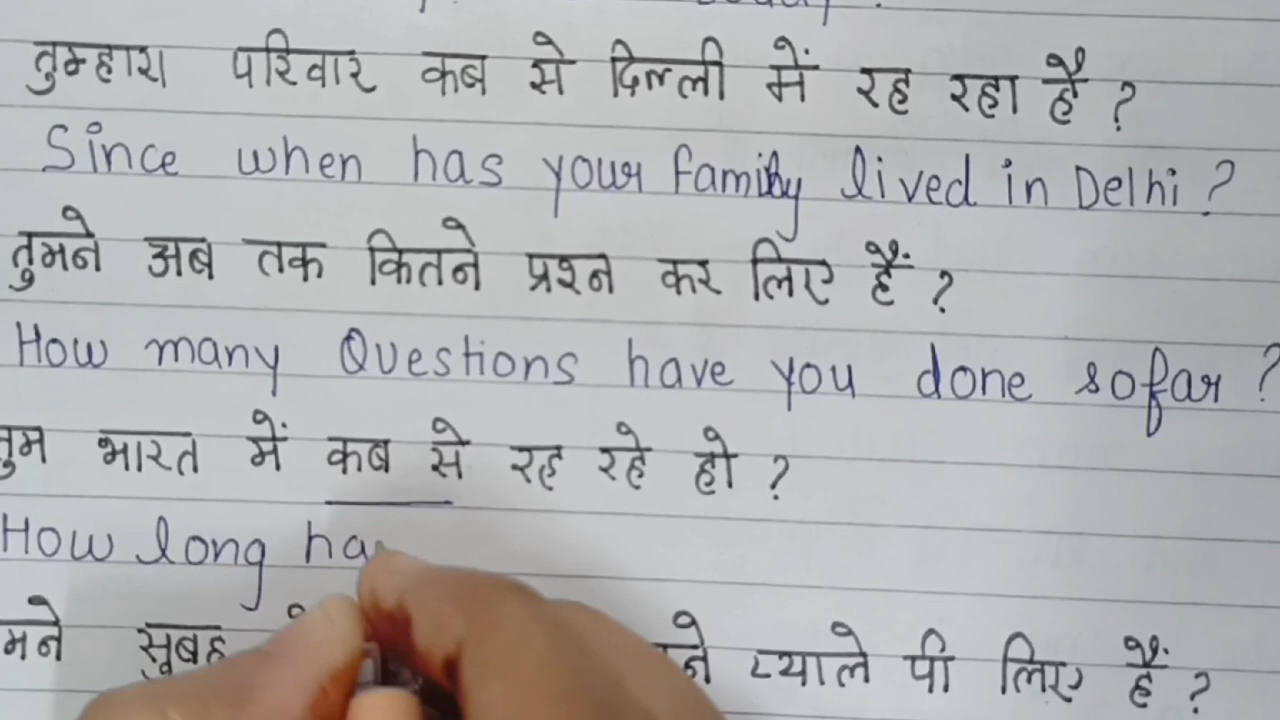 तुम्हारा परिवार कब से दिल्ली में रह रहा है ?
Since when has your family lived in Delhi ?
तुमने अब तक कितने प्रश्न कर लिए हैं ?
How many Questions have you done sofar ?
तुम भारत में कब से रह रहे हो ?
How long ha
मने सुबह ने प्याले पी लिए हैं ?